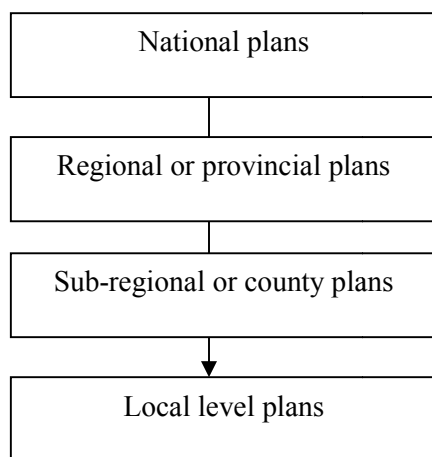 National plans
Regional or provincial plans
Sub-regional or county plans
Local level plans